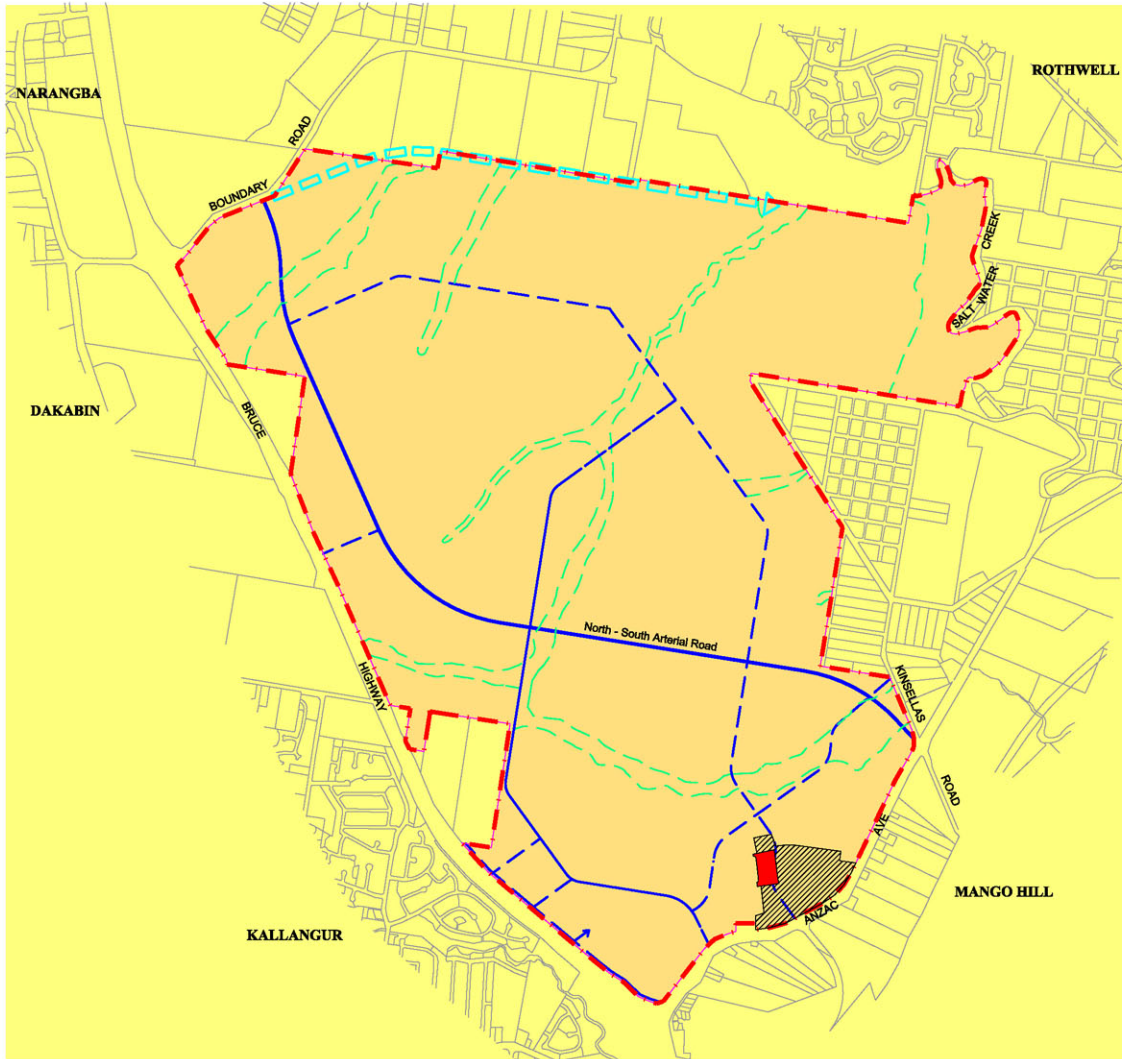 ROTHWELL
NARANGBA
ROAD
BOUNDARY
CREEK
SALT WATER
DAKABIN
BRUCE
North - South Arterial Road
HIGHWAY
KINSELLAS
ROAD
AVE
MANGO HILL
ANZAC
KALLANGUR